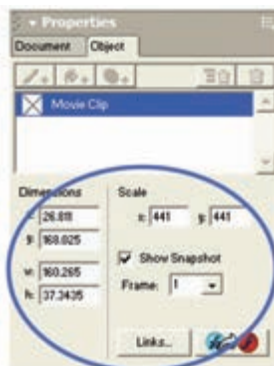 Properties
Document Object
Movie Clip
Dimensions Scale
x: 26.811 x: 441 y: 441
y: 168.025
Show Snapshot
w: 160.265
Frame: 1
h: 37.3435
Links...